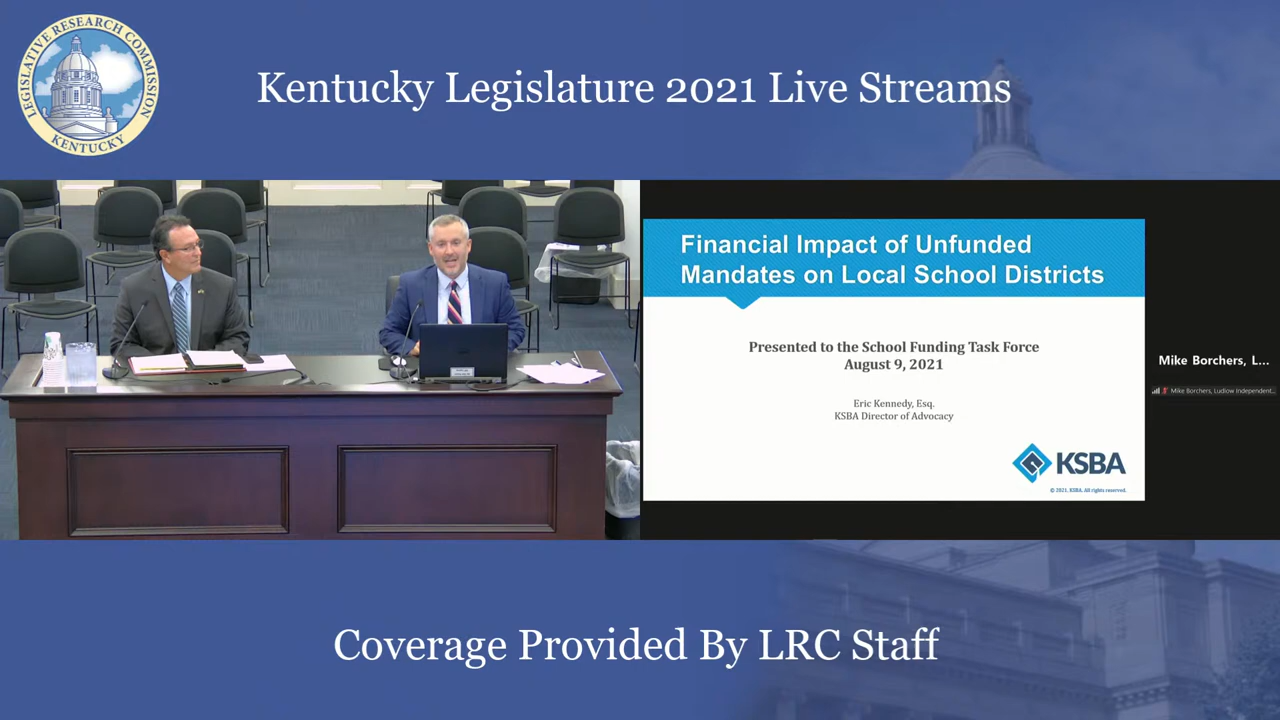 LEGISLATIVE RESEARCH COMMISSION
KENTUCKY
Kentucky Legislature 2021 Live Streams
Financial Impact of Unfunded
Mandates on Local School Districts
Presented to the School Funding Task Force
August 9, 2021
Eric Kennedy, Esq.
KSBA Director of Advocacy
KSBA
© 2021, KSBA. All rights reserved.
Mike Borchers, L...
Mike Borchers, Ludlow Independent...
Coverage Provided By LRC Staff